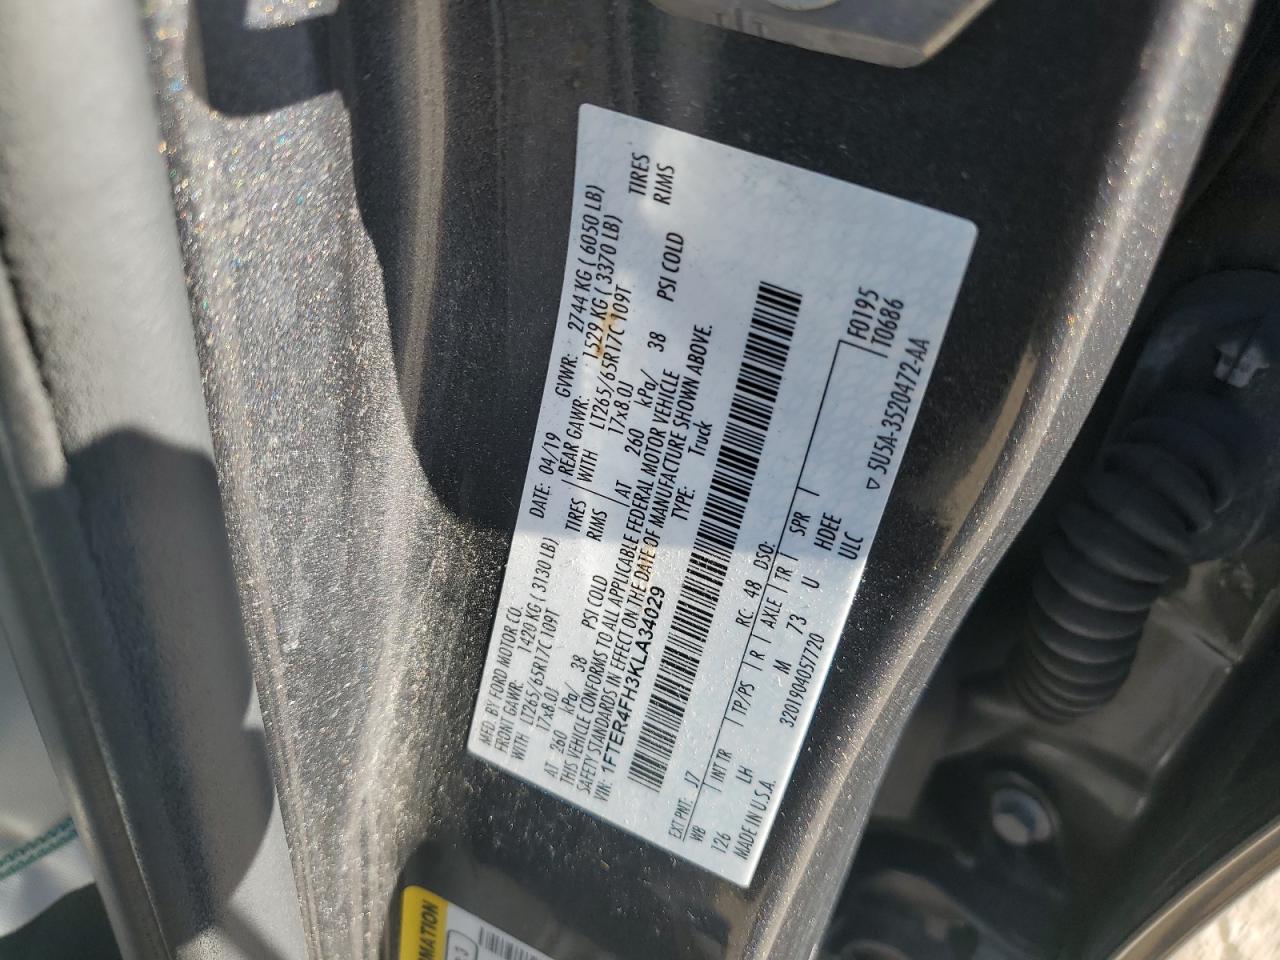 MFD. BY FORD MOTOR CO. DATE: 04/19 GVWR: 2744 KG ( 6050 LB)
FRONT GAWR: 1420 KG ( 3130 LB) REAR GAWR: 1529 KG ( 3370 LB)
WITH LT265/65R17C 109T TIRES WITH LT265/65R17C 109T TIRES
17x8.0J RIMS 17x8.0J RIMS
AT 260 kPa/ 38 PSI COLD AT 260 kPa/ 38 PSI COLD
THIS VEHICLE CONFORMS TO ALL APPLICABLE FEDERAL MOTOR VEHICLE
SAFETY STANDARDS IN EFFECT ON THE DATE OF MANUFACTURE SHOWN ABOVE.
VIN: 1FTER4FH3KLA34029 TYPE: Truck
EXT PNT: J7 RC: 48 DSO: F0195
WB INT TR TP/PS R AXLE TR SPR T0686
126 LH M 73 U HDEE
ULC
MADE IN U.S.A. 3201904057720 ▽ 5U5A-3520472-AA
MATION
3